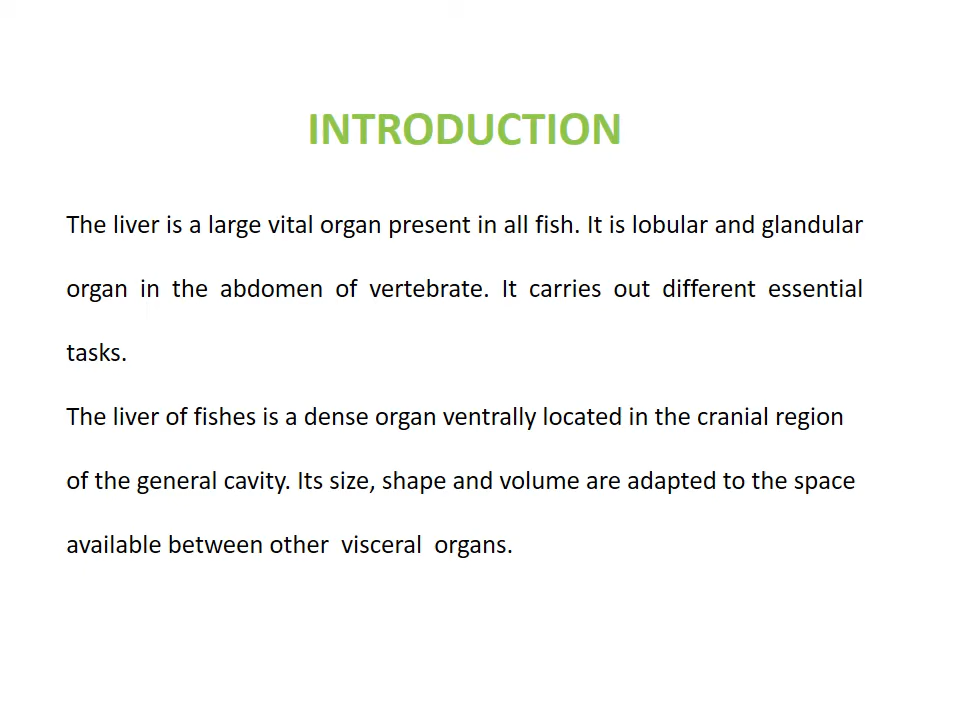 INTRODUCTION
The liver is a large vital organ present in all fish. It is lobular and glandular
organ in the abdomen of vertebrate. It carries out different essential
tasks.
The liver of fishes is a dense organ ventrally located in the cranial region
of the general cavity. Its size, shape and volume are adapted to the space
available between other visceral organs.